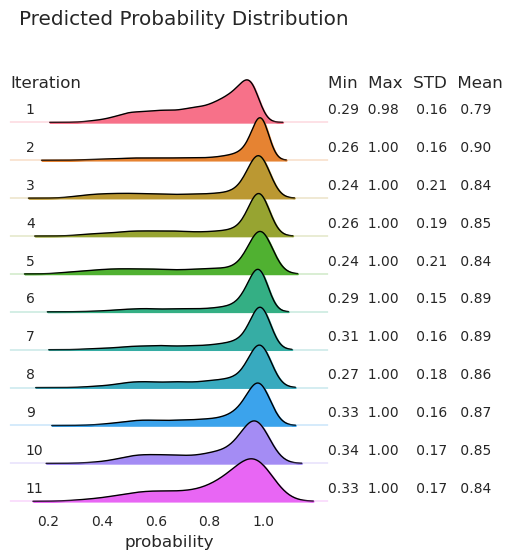 Predicted Probability Distribution
Iteration Min Max STD Mean
1 0.29 0.98 0.16 0.79
2 0.26 1.00 0.16 0.90
3 0.24 1.00 0.21 0.84
4 0.26 1.00 0.19 0.85
5 0.24 1.00 0.21 0.84
6 0.29 1.00 0.15 0.89
7 0.31 1.00 0.16 0.89
8 0.27 1.00 0.18 0.86
9 0.33 1.00 0.16 0.87
10 0.34 1.00 0.17 0.85
11 0.33 1.00 0.17 0.84
0.2 0.4 0.6 0.8 1.0
probability